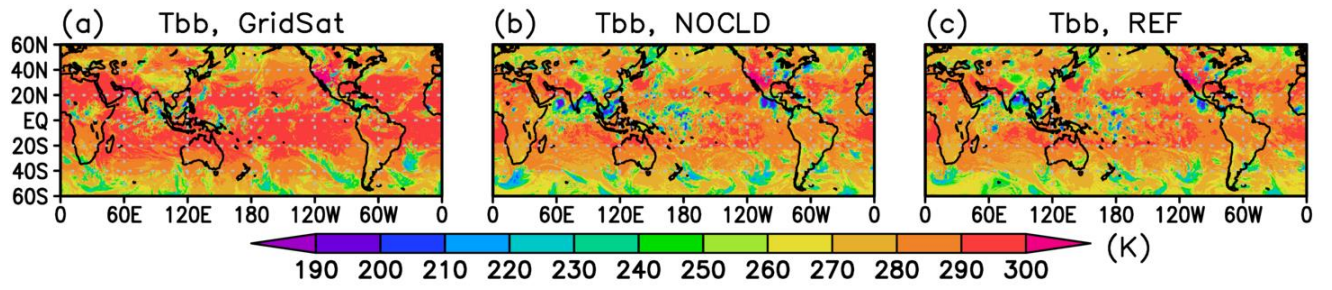 (a) Tbb, GridSat
(b) Tbb, NOCLD
(c) Tbb, REF
60N
40N
20N
EQ
20S
40S
60S
0 60E 120E 180 120W 60W 0
0 60E 120E 180 120W 60W 0
0 60E 120E 180 120W 60W 0
(K)
190 200 210 220 230 240 250 260 270 280 290 300